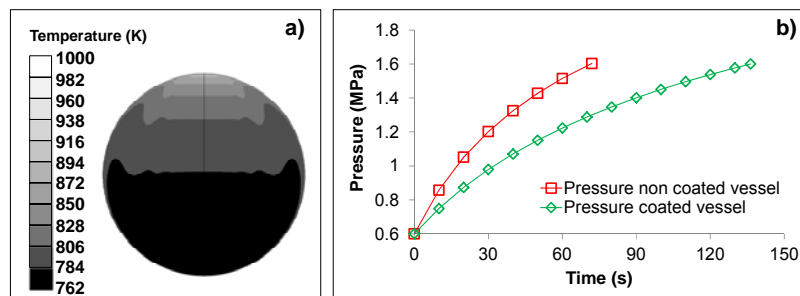 Temperature (K)
a)
1000
982
960
938
916
894
872
850
828
806
784
762
b)
Pressure (MPa)
1.8
1.6
1.4
1.2
1
0.8
0.6
Pressure non coated vessel
Pressure coated vessel
0 30 60 90 120 150
Time (s)